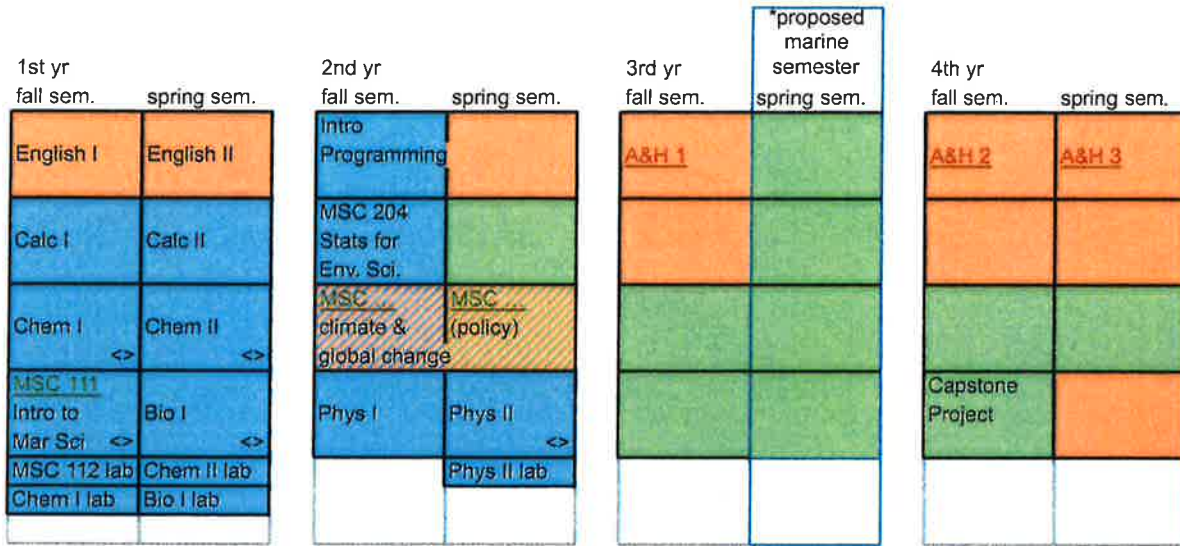 *proposed
marine
semester
1st yr
fall sem.
spring sem.
2nd yr
fall sem.
spring sem.
3rd yr
fall sem.
spring sem.
4th yr
fall sem.
spring sem.
English I
English II
Intro
Programming
A&H 1
A&H 2
A&H 3
Calc I
Calc II
MSC 204
Stats for
Env. Sci.
Chem I
<>
Chem II
<>
MSC ...
climate &
global change
MSC ...
(policy)
MSC 111
Intro to
Mar Sci <>
Bio I
<>
Phys I
Phys II
<>
Capstone
Project
MSC 112 lab
Chem II lab
Phys II lab
Chem I lab
Bio I lab